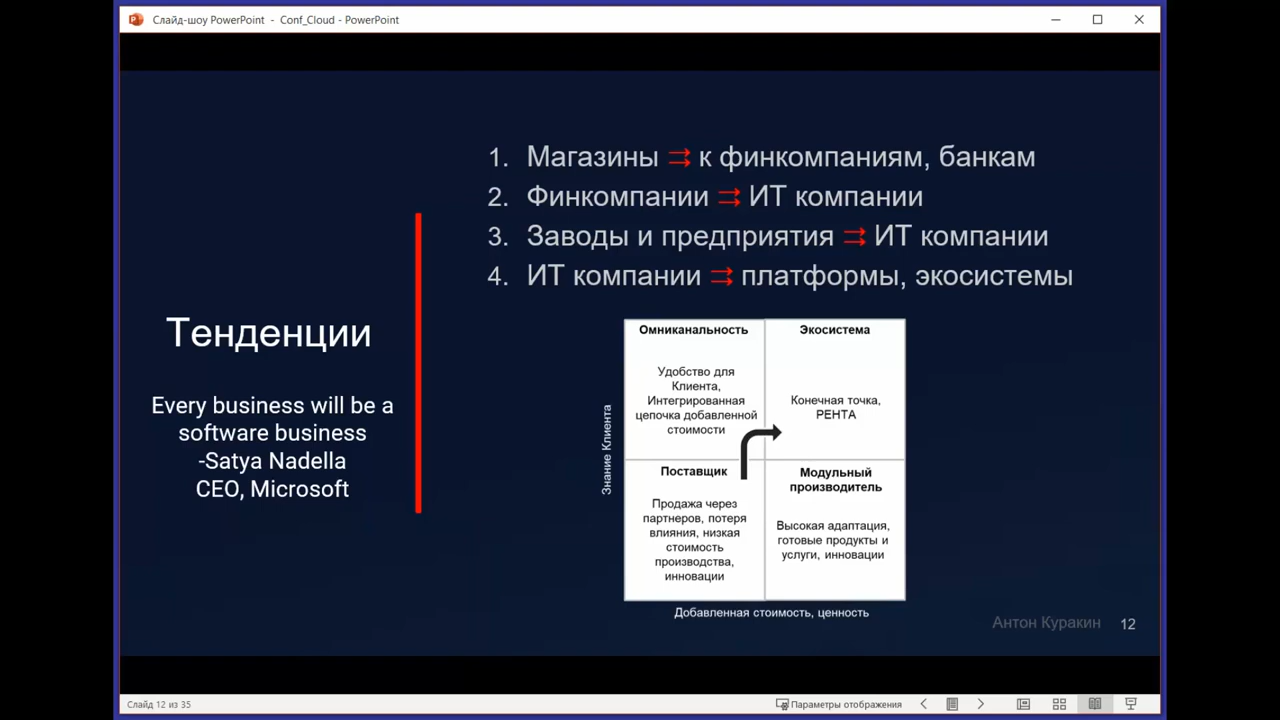 Слайд-шоу PowerPoint - Conf_Cloud - PowerPoint
1. Магазины ⇉ к финкомпаниям, банкам
2. Финкомпании ⇉ ИТ компании
3. Заводы и предприятия ⇉ ИТ компании
4. ИТ компании ⇉ платформы, экосистемы
Тенденции
Every business will be a
software business
-Satya Nadella
CEO, Microsoft
Знание Клиента
Омниканальность
Удобство для
Клиента,
Интегрированная
цепочка добавленной
стоимости
Экосистема
Конечная точка,
РЕНТА
Поставщик
Продажа через
партнеров, потеря
влияния, низкая
стоимость
производства,
инновации
Модульный
производитель
Высокая адаптация,
готовые продукты и
услуги, инновации
Добавленная стоимость, ценность
Антон Куракин 12
Слайд 12 из 35
Параметры отображения